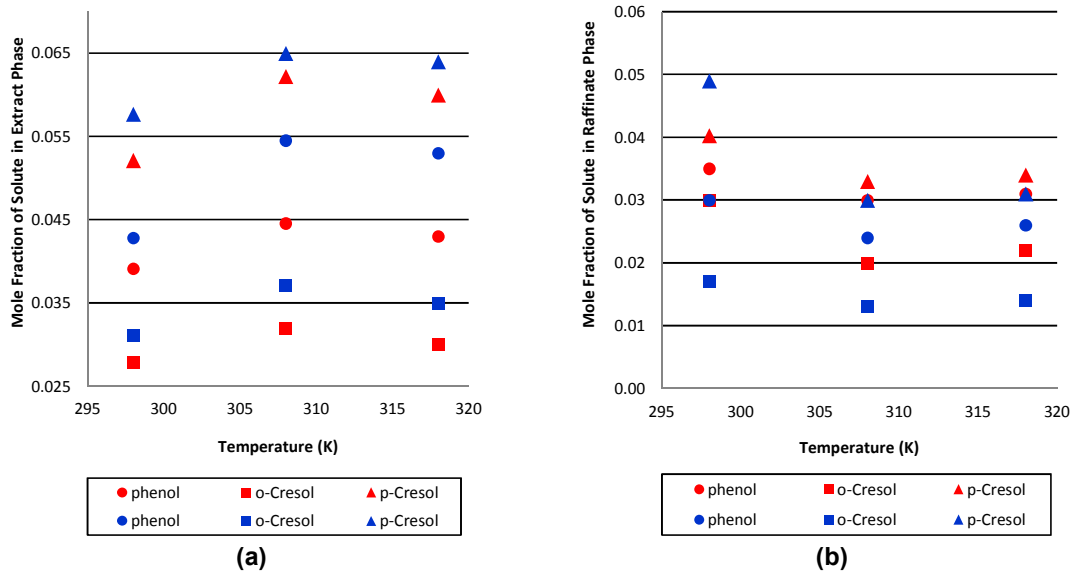 Mole Fraction of Solute in Extract Phase
0.065
0.055
0.045
0.035
0.025
295 300 305 310 315 320
Temperature (K)
phenol o-Cresol p-Cresol
phenol o-Cresol p-Cresol
(a)
Mole Fraction of Solute in Raffinate Phase
0.06
0.05
0.04
0.03
0.02
0.01
0.00
295 300 305 310 315 320
Temperature (K)
phenol o-Cresol p-Cresol
phenol o-Cresol p-Cresol
(b)